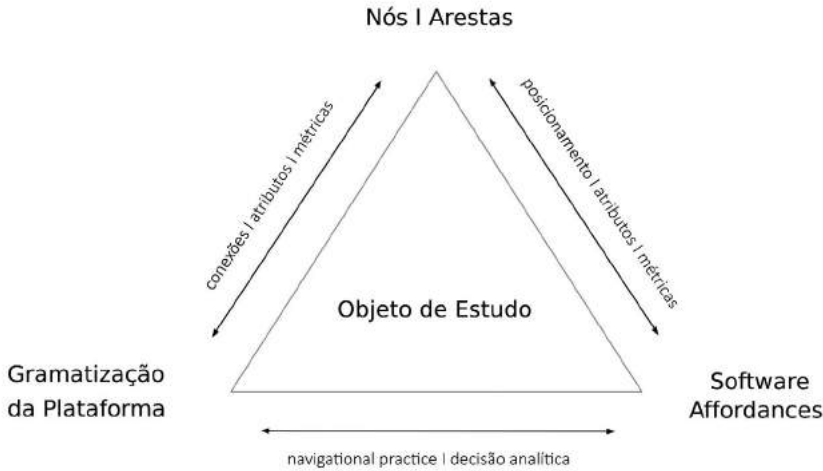 Nós I Arestas
conexões I atributos I métricas
posicionamento I atributos I métricas
Objeto de Estudo
Gramatização
da Plataforma
Software
Affordances
navigational practice I decisão analítica